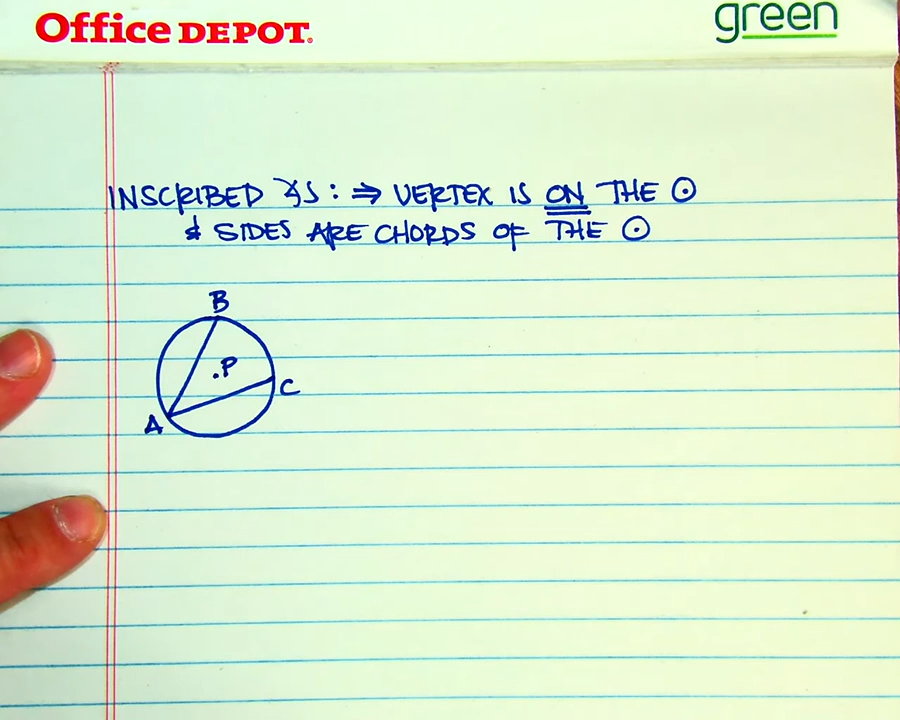 Office DEPOT.
green
INSCRIBED ∡S : ⇒ VERTEX IS ON THE ⊙
& SIDES ARE CHORDS OF THE ⊙
B
.P
C
A